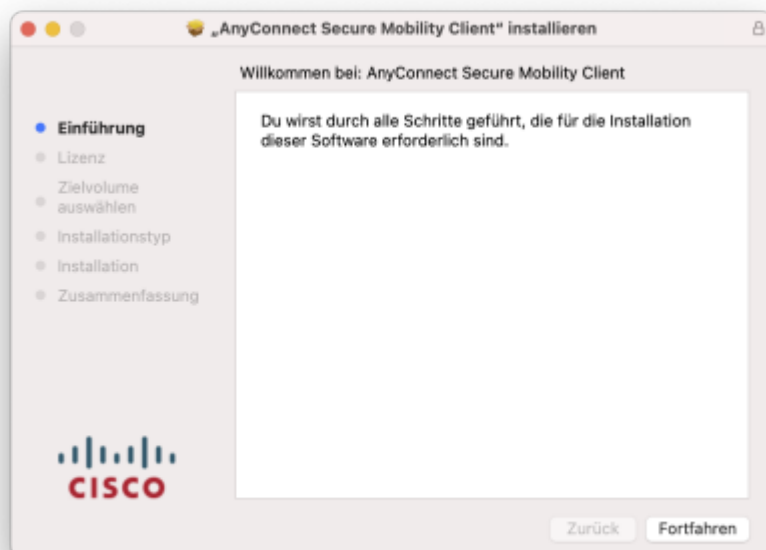 „AnyConnect Secure Mobility Client“ installieren
Willkommen bei: AnyConnect Secure Mobility Client
Einführung
Lizenz
Zielvolume
auswählen
Installationstyp
Installation
Zusammenfassung
Du wirst durch alle Schritte geführt, die für die Installation
dieser Software erforderlich sind.
CISCO
Zurück
Fortfahren